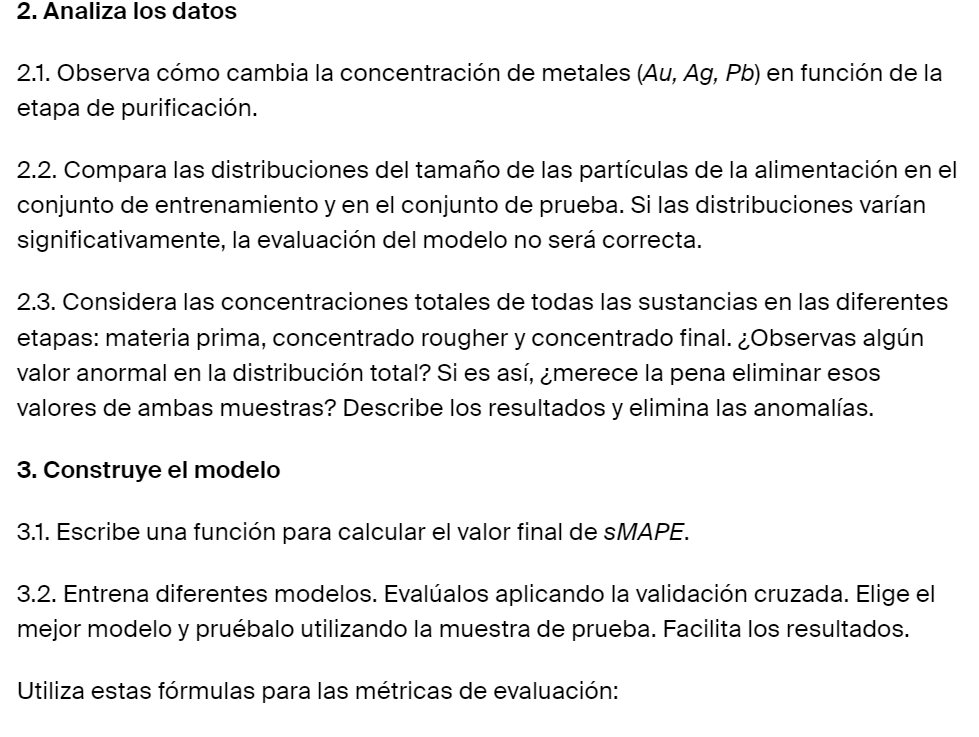 2. Analiza los datos
2.1. Observa cómo cambia la concentración de metales (Au, Ag, Pb) en función de la
etapa de purificación.
2.2. Compara las distribuciones del tamaño de las partículas de la alimentación en el
conjunto de entrenamiento y en el conjunto de prueba. Si las distribuciones varían
significativamente, la evaluación del modelo no será correcta.
2.3. Considera las concentraciones totales de todas las sustancias en las diferentes
etapas: materia prima, concentrado rougher y concentrado final. ¿Observas algún
valor anormal en la distribución total? Si es así, ¿merece la pena eliminar esos
valores de ambas muestras? Describe los resultados y elimina las anomalías.
3. Construye el modelo
3.1. Escribe una función para calcular el valor final de sMAPE.
3.2. Entrena diferentes modelos. Evalúalos aplicando la validación cruzada. Elige el
mejor modelo y pruébalo utilizando la muestra de prueba. Facilita los resultados.
Utiliza estas fórmulas para las métricas de evaluación: